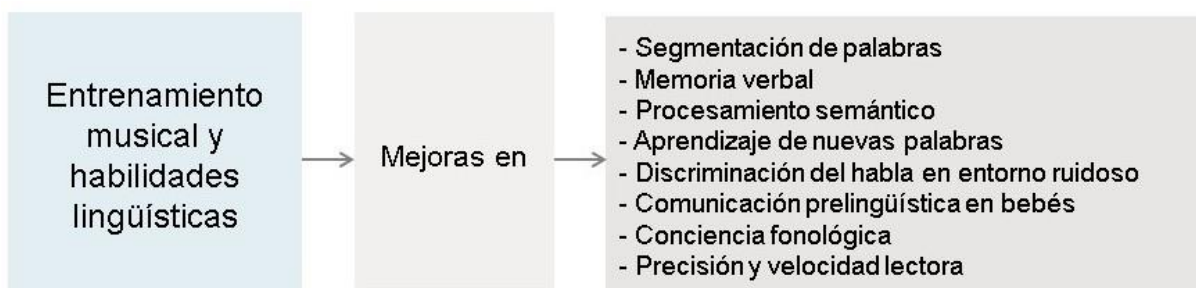 Entrenamiento
musical y
habilidades
lingüísticas
Mejoras en
- Segmentación de palabras
- Memoria verbal
- Procesamiento semántico
- Aprendizaje de nuevas palabras
- Discriminación del habla en entorno ruidoso
- Comunicación prelingüística en bebés
- Conciencia fonológica
- Precisión y velocidad lectora